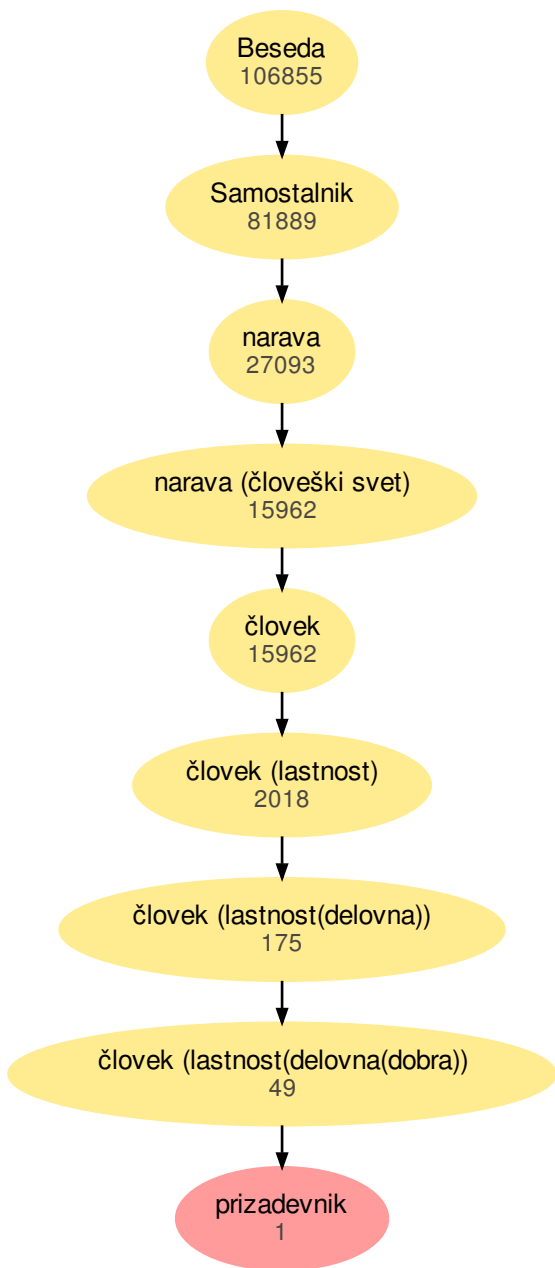 Beseda
106855
Samostalnik
81889
narava
27093
narava (človeški svet)
15962
človek
15962
človek (lastnost)
2018
človek (lastnost(delovna))
175
človek (lastnost(delovna(dobra))
49
prizadevnik
1